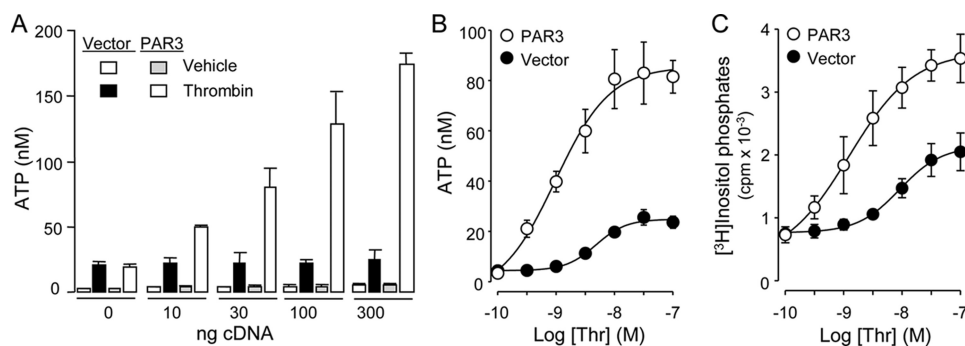 A
Vector PAR3
Vehicle
Thrombin
ATP (nM)
200
150
100
50
0
0 10 30 100 300
ng cDNA
B
PAR3
Vector
ATP (nM)
100
80
60
40
20
0
-10 -9 -8 -7
Log [Thr] (M)
C
PAR3
Vector
[³H]Inositol phosphates
(cpm x 10⁻³)
4
3
2
1
0
-10 -9 -8 -7
Log [Thr] (M)